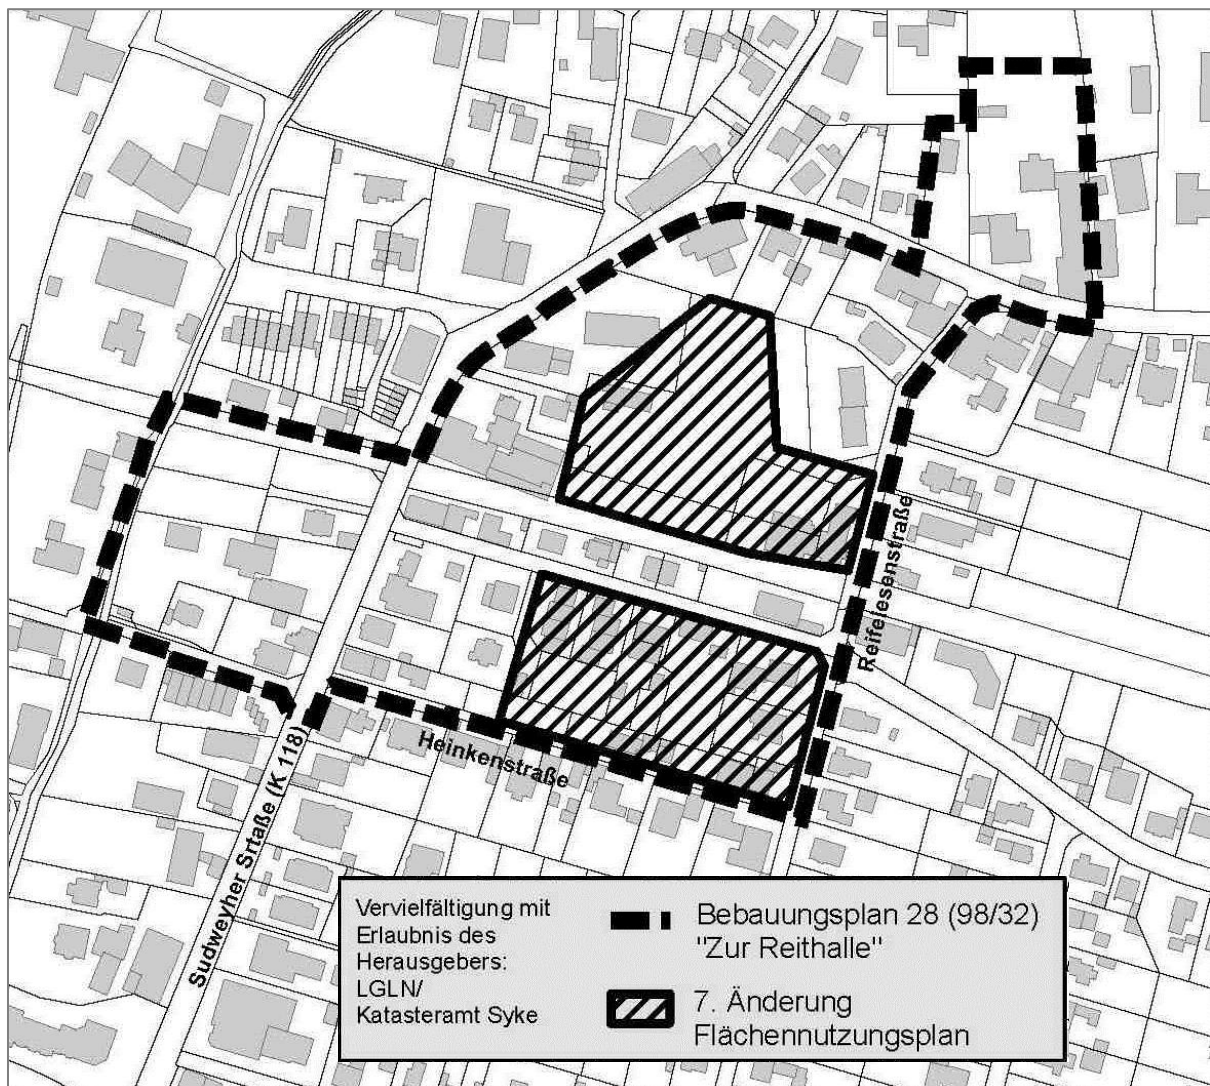 Reifeisenstraße
Heinkenstraße
Sudweyher Srtaße (K 118)
Vervielfältigung mit
Erlaubnis des
Herausgebers:
LGLN/
Katasteramt Syke
Bebauungsplan 28 (98/32)
"Zur Reithalle"
7. Änderung
Flächennutzungsplan